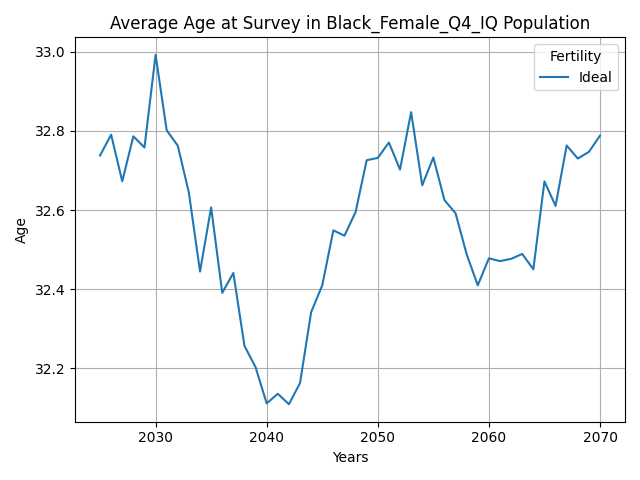 Average Age at Survey in Black_Female_Q4_IQ Population
Fertility
Ideal
33.0
32.8
32.6
32.4
32.2
Age
2030
2040
2050
2060
2070
Years